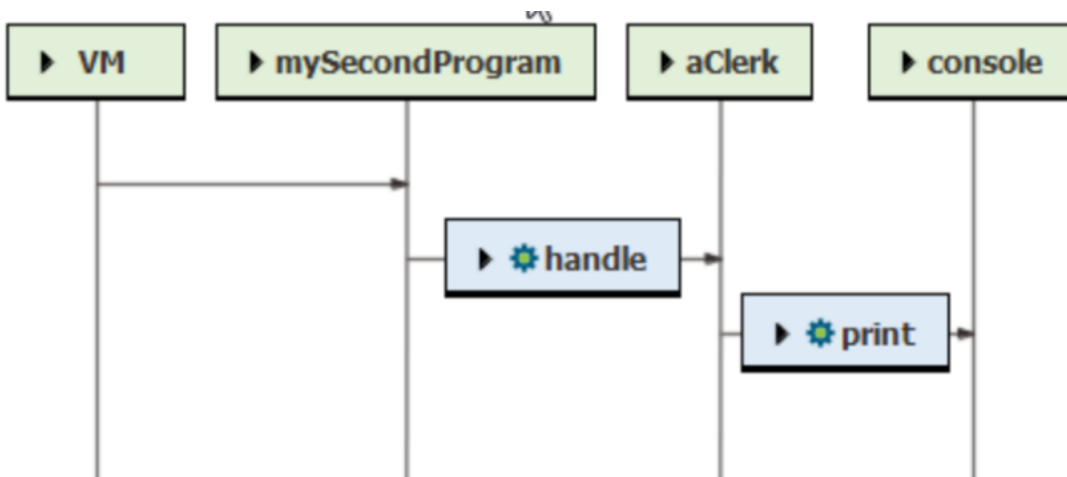 VM
mySecondProgram
aClerk
console
handle
print